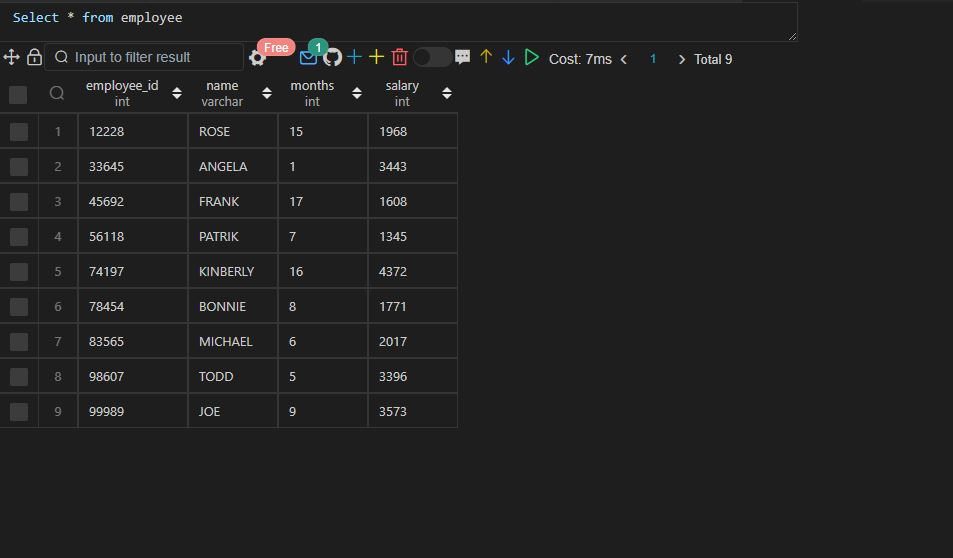 Select * from employee
Input to filter result Free 1 Cost: 7ms 1 Total 9
employee_id name months salary
int varchar int int
1 12228 ROSE 15 1968
2 33645 ANGELA 1 3443
3 45692 FRANK 17 1608
4 56118 PATRIK 7 1345
5 74197 KINBERLY 16 4372
6 78454 BONNIE 8 1771
7 83565 MICHAEL 6 2017
8 98607 TODD 5 3396
9 99989 JOE 9 3573